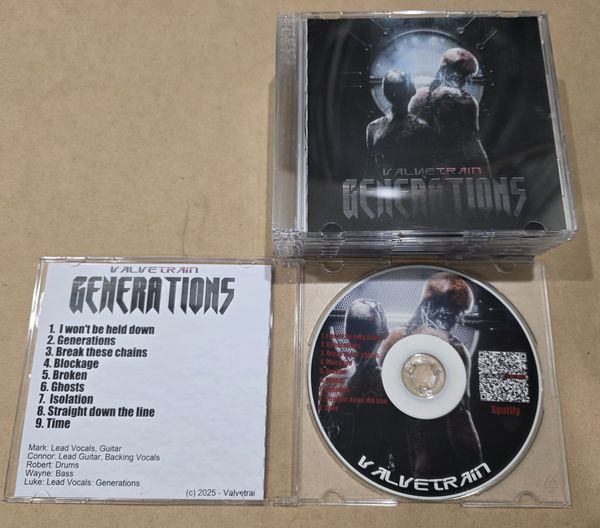 VALVETRAIN
GENERATIONS
VALVETRAIN
GENERATIONS
1. I won't be held down
2. Generations
3. Break these chains
4. Blockage
5. Broken
6. Ghosts
7. Isolation
8. Straight down the line
9. Time
Mark: Lead Vocals, Guitar
Connor: Lead Guitar, Backing Vocals
Robert: Drums
Wayne: Bass
Luke: Lead Vocals: Generations
(c) 2025 - Valvetrai
Spotify
VALVETRAIN